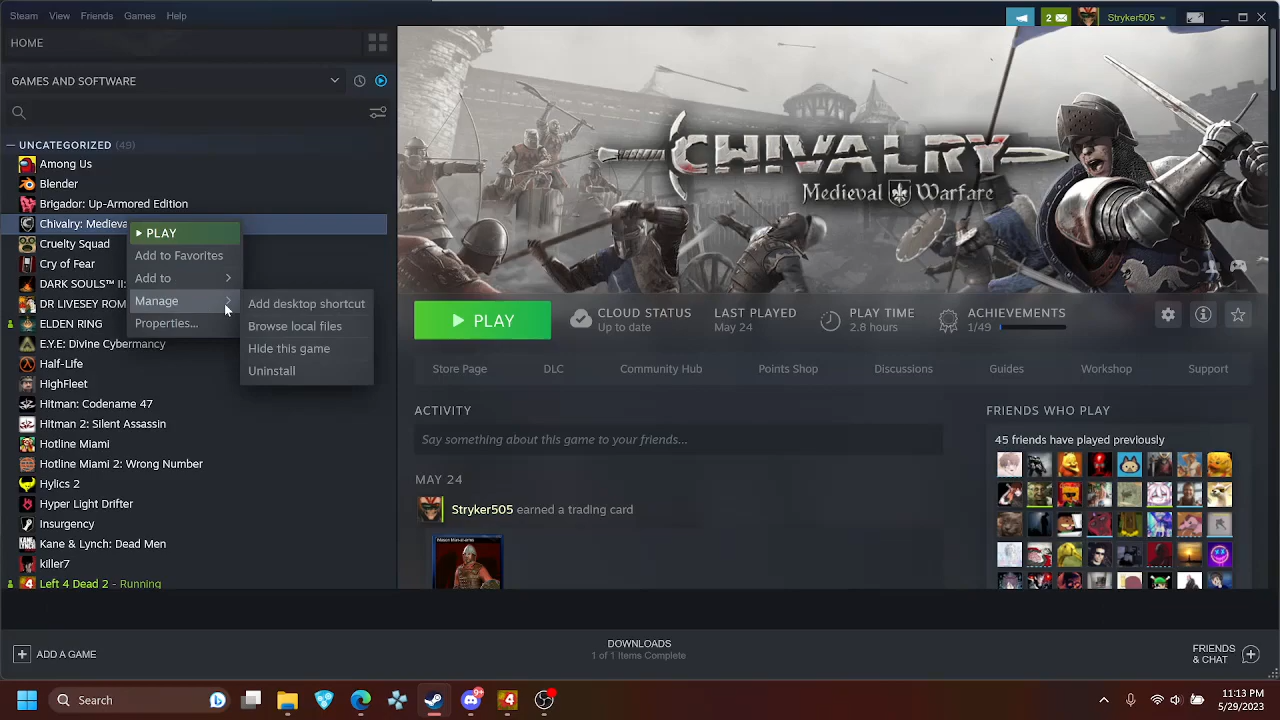 Steam View Friends Games Help
2 Stryker505
HOME
GAMES AND SOFTWARE
UNCATEGORIZED (49)
Among Us
Blender
Brigador: Up-Armored Edition
Chivalry: Medieva
Cruelty Squad
Cry of Fear
DARK SOULS™ II:
DR LIVESEY ROM
ELDEN RING
E.Y.E: Divine Cybermancy
Half-Life
HighFleet
Hitman: Codename 47
Hitman 2: Silent Assassin
Hotline Miami
Hotline Miami 2: Wrong Number
Hylics 2
Hyper Light Drifter
Insurgency
Kane & Lynch: Dead Men
killer7
Left 4 Dead 2 - Running
PLAY
Add to Favorites
Add to
Manage
Properties...
Add desktop shortcut
Browse local files
Hide this game
Uninstall
CHIVALRY
Medieval Warfare
PLAY
CLOUD STATUS
Up to date
LAST PLAYED
May 24
PLAY TIME
2.8 hours
ACHIEVEMENTS
1/49
Store Page DLC Community Hub Points Shop Discussions Guides Workshop Support
ACTIVITY
Say something about this game to your friends...
MAY 24
Stryker505 earned a trading card
FRIENDS WHO PLAY
45 friends have played previously
ADD A GAME
DOWNLOADS
1 of 1 Items Complete
FRIENDS
& CHAT
Search
9+
4
11:13 PM
5/29/2023